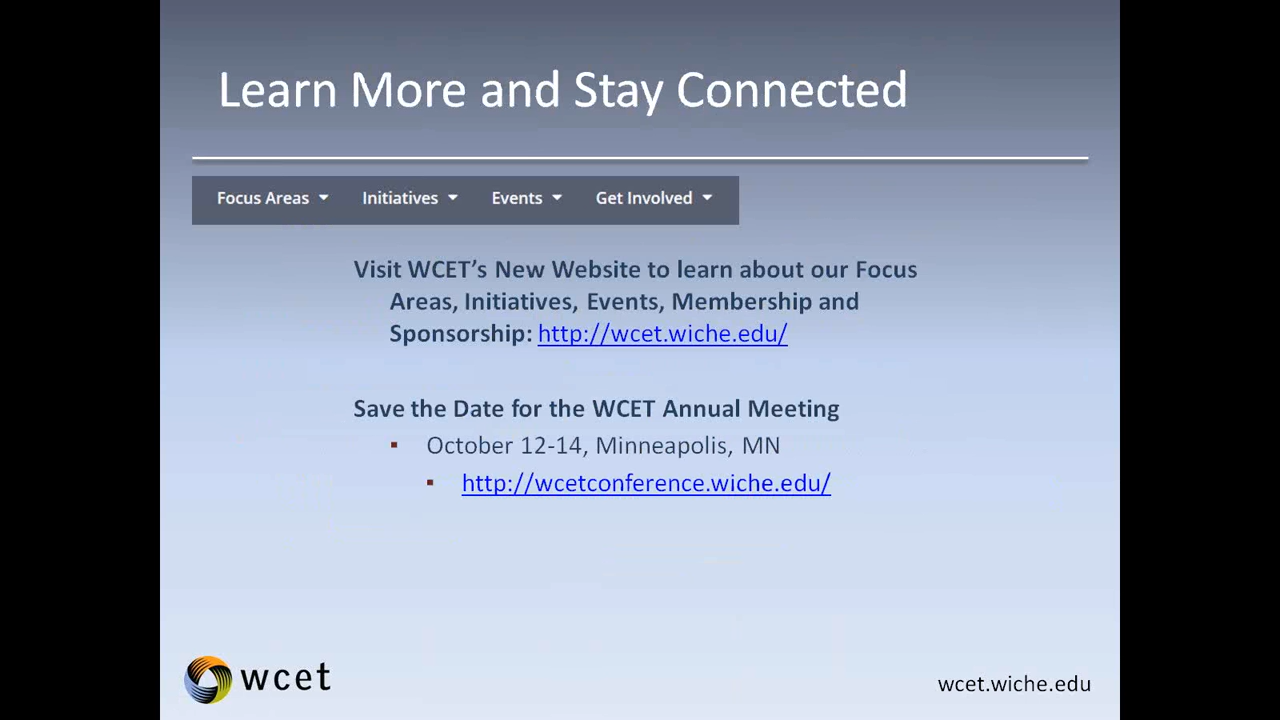 Learn More and Stay Connected
Focus Areas Initiatives Events Get Involved
Visit WCET's New Website to learn about our Focus
Areas, Initiatives, Events, Membership and
Sponsorship: http://wcet.wiche.edu/
Save the Date for the WCET Annual Meeting
October 12-14, Minneapolis, MN
http://wcetconference.wiche.edu/
wcet
wcet.wiche.edu